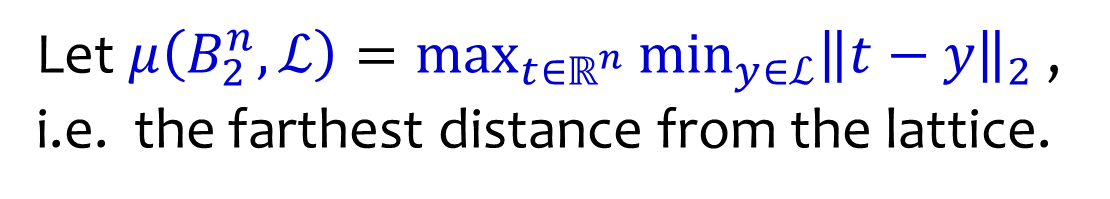 Let μ(B₂ⁿ, ℒ) = max_{t∈ℝⁿ} min_{y∈ℒ}‖t − y‖₂ ,
i.e. the farthest distance from the lattice.